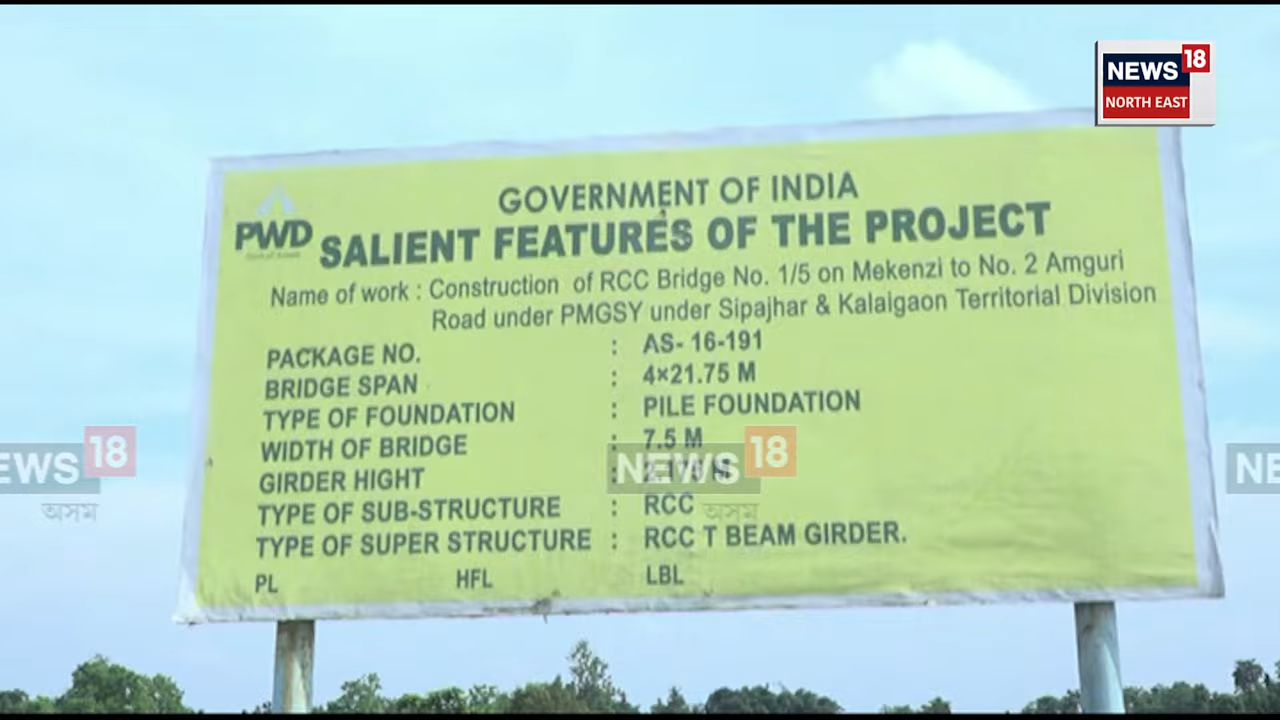 NEWS 18
NORTH EAST
GOVERNMENT OF INDIA
PWD
SALIENT FEATURES OF THE PROJECT
Name of work : Construction of RCC Bridge No. 1/5 on Mekenzi to No. 2 Amguri
Road under PMGSY under Sipajhar & Kalaigaon Territorial Division
PACKAGE NO. : AS- 16-191
BRIDGE SPAN : 4×21.75 M
TYPE OF FOUNDATION : PILE FOUNDATION
WIDTH OF BRIDGE : 7.5 M
GIRDER HIGHT :
TYPE OF SUB-STRUCTURE : RCC
TYPE OF SUPER STRUCTURE : RCC T BEAM GIRDER.
PL HFL LBL
EWS 18
অসম
NEWS 18
অসম
NE